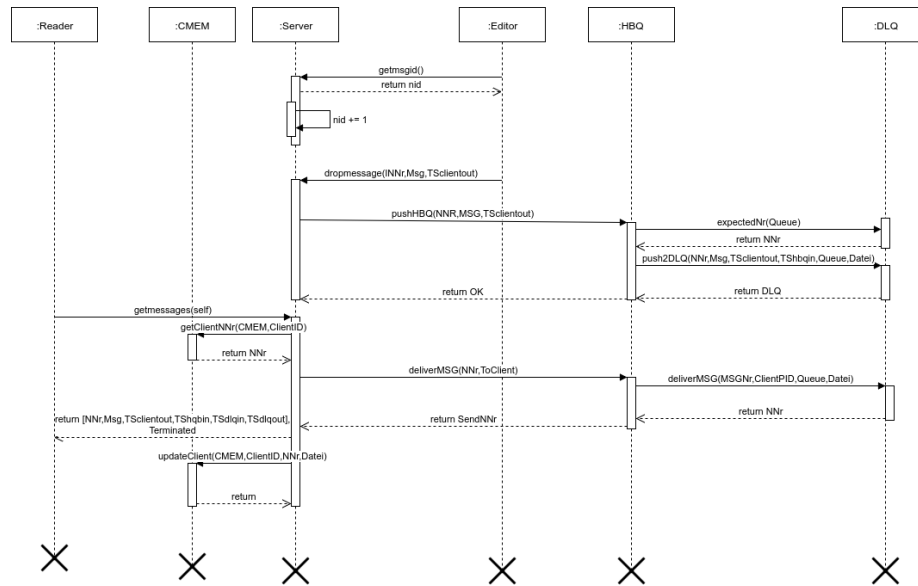 :Reader
:CMEM
:Server
:Editor
:HBQ
:DLQ
getmsgid()
return nid
nid += 1
dropmessage(INNr,Msg,TSclientout)
pushHBQ(NNR,MSG,TSclientout)
expectedNr(Queue)
return NNr
push2DLQ(NNr,Msg,TSclientout,TShbqin,Queue,Datei)
return DLQ
return OK
getmessages(self)
getClientNNr(CMEM,ClientID)
return NNr
deliverMSG(NNr,ToClient)
deliverMSG(MSGNr,ClientPID,Queue,Datei)
return NNr
return SendNNr
return [NNr,Msg,TSclientout,TShqbin,TSdlqin,TSdlqout],
Terminated
updateClient(CMEM,ClientID,NNr,Datei)
return